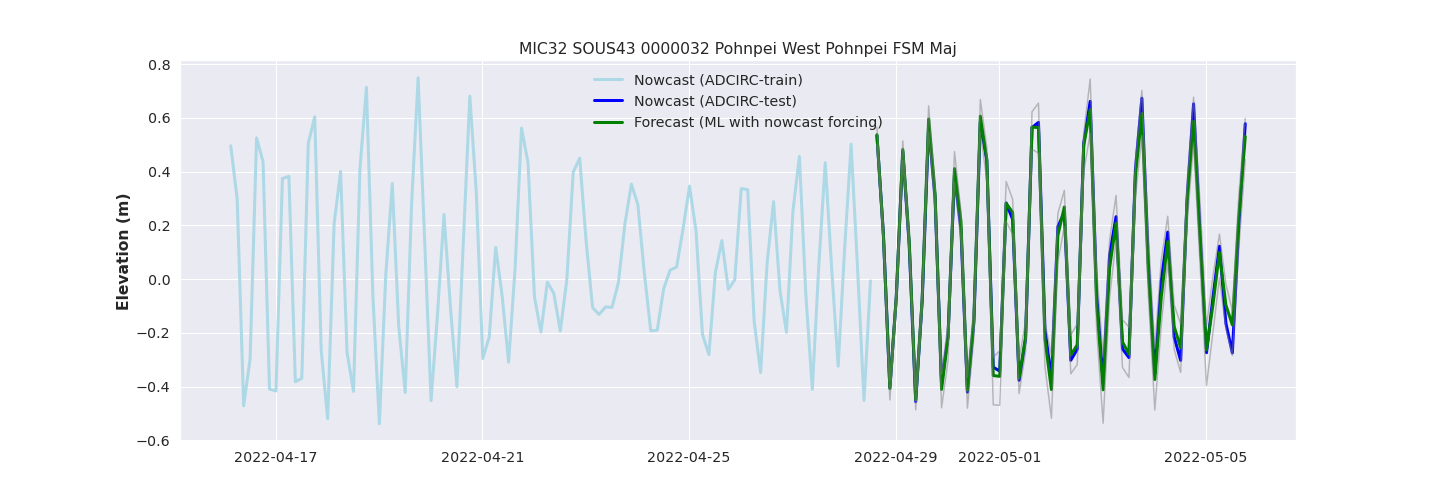 MIC32 SOUS43 0000032 Pohnpei West Pohnpei FSM Maj
Nowcast (ADCIRC-train)
Nowcast (ADCIRC-test)
Forecast (ML with nowcast forcing)
Elevation (m)
0.8
0.6
0.4
0.2
0.0
−0.2
−0.4
−0.6
2022-04-17 2022-04-21 2022-04-25 2022-04-29 2022-05-01 2022-05-05